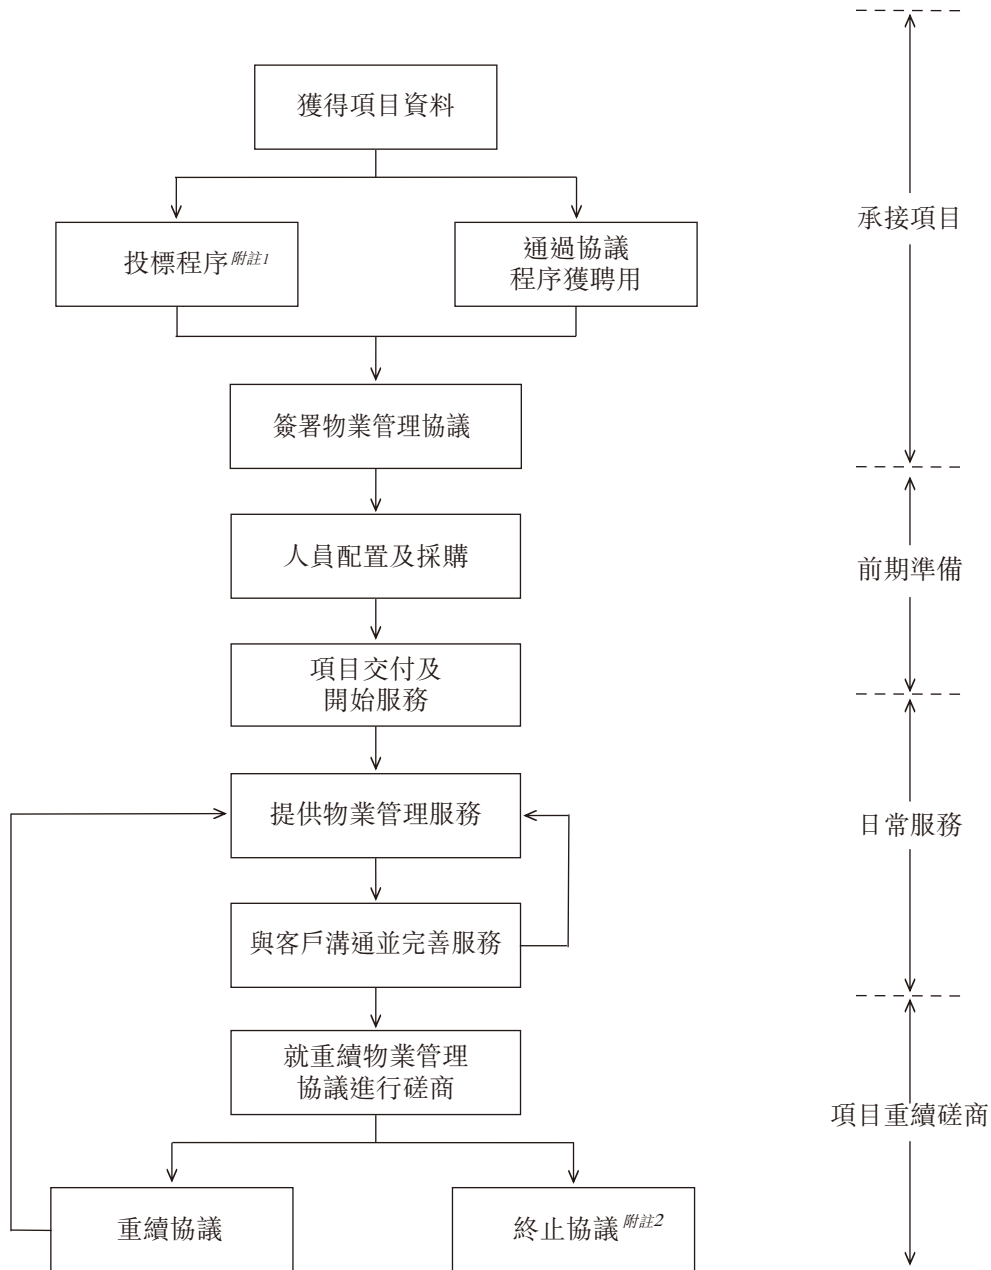 獲得項目資料
承接項目
投標程序附註1
通過協議
程序獲聘用
簽署物業管理協議
人員配置及採購
前期準備
項目交付及
開始服務
提供物業管理服務
日常服務
與客戶溝通並完善服務
就重續物業管理
協議進行磋商
項目重續磋商
重續協議
終止協議附註2